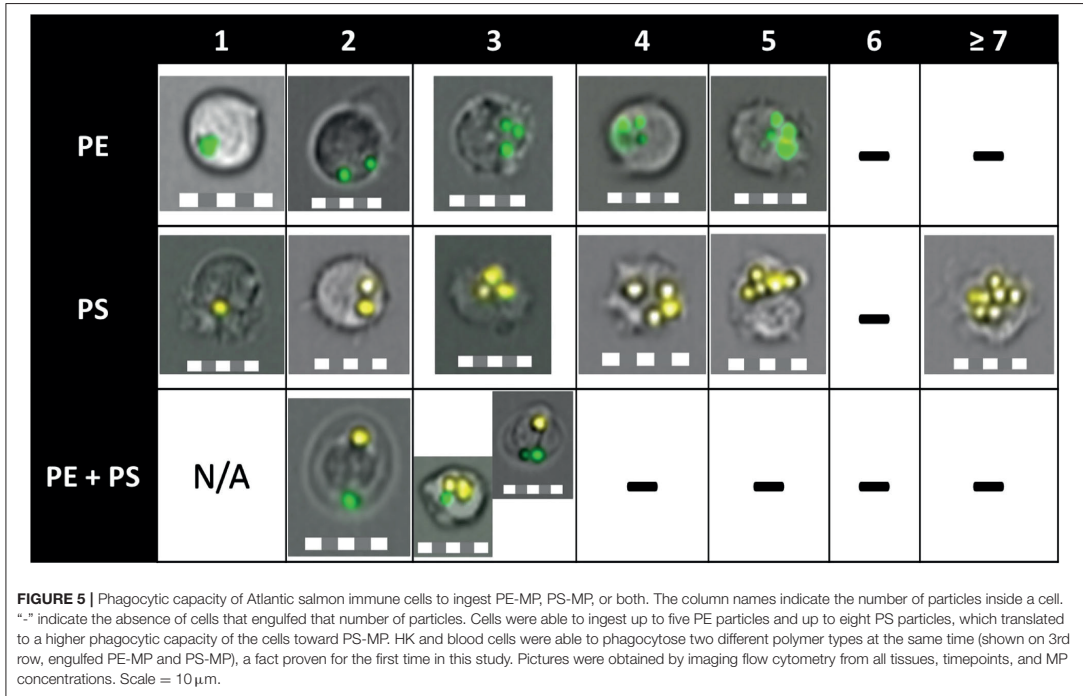 1 2 3 4 5 6 ≥ 7
PE - -
PS -
PE + PS N/A - - - -
FIGURE 5 | Phagocytic capacity of Atlantic salmon immune cells to ingest PE-MP, PS-MP, or both. The column names indicate the number of particles inside a cell.
"-" indicate the absence of cells that engulfed that number of particles. Cells were able to ingest up to five PE particles and up to eight PS particles, which translated
to a higher phagocytic capacity of the cells toward PS-MP. HK and blood cells were able to phagocytose two different polymer types at the same time (shown on 3rd
row, engulfed PE-MP and PS-MP), a fact proven for the first time in this study. Pictures were obtained by imaging flow cytometry from all tissues, timepoints, and MP
concentrations. Scale = 10 μm.